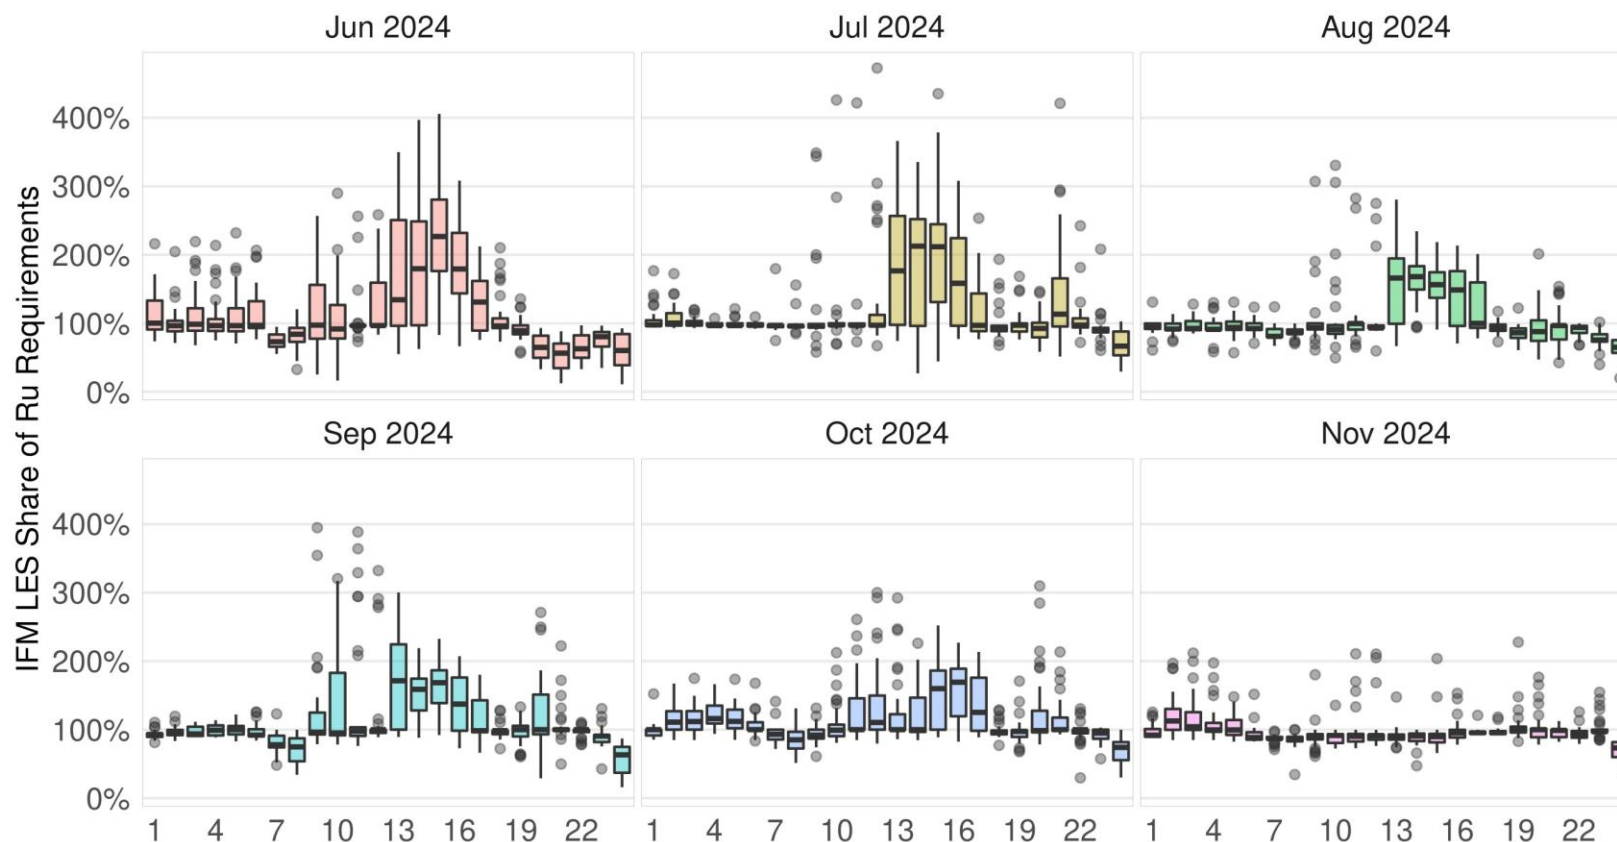 Jun 2024 Jul 2024 Aug 2024
IFM LES Share of Ru Requirements
400%
300%
200%
100%
0%
Sep 2024 Oct 2024 Nov 2024
400%
300%
200%
100%
0%
1 4 7 10 13 16 19 22 1 4 7 10 13 16 19 22 1 4 7 10 13 16 19 22